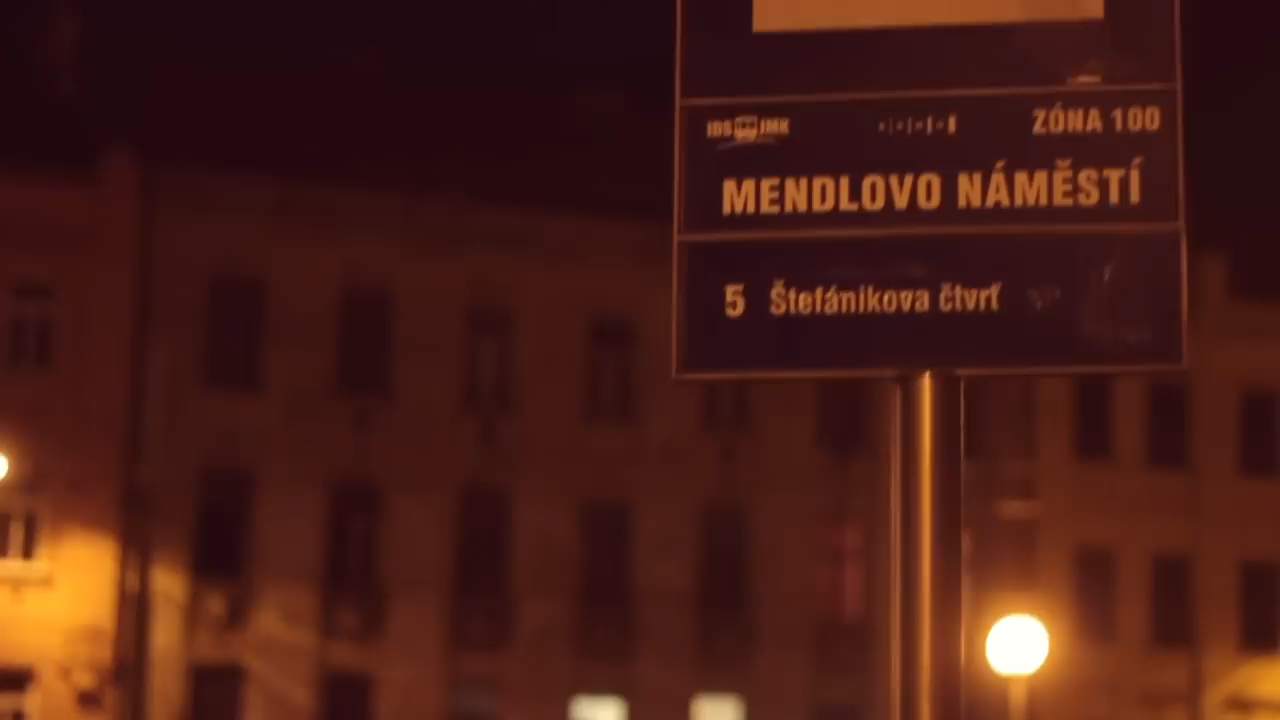 IDS JMK ZÓNA 100
MENDLOVO NÁMĚSTÍ
5 Štefánikova čtvrť